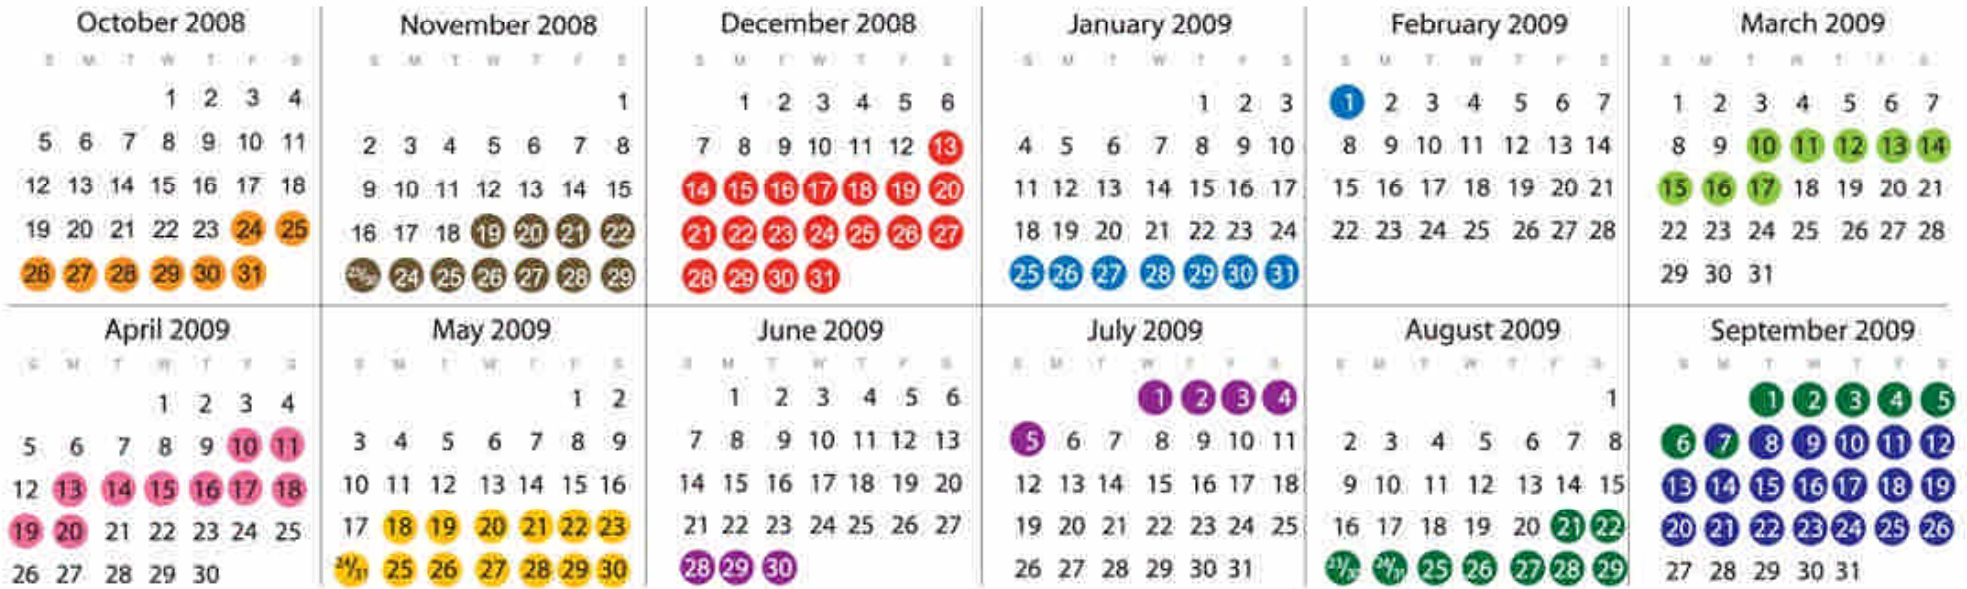 October 2008
S M T W T F S
1 2 3 4
5 6 7 8 9 10 11
12 13 14 15 16 17 18
19 20 21 22 23 24 25
26 27 28 29 30 31
November 2008
S M T W T F S
1
2 3 4 5 6 7 8
9 10 11 12 13 14 15
16 17 18 19 20 21 22
23/30 24 25 26 27 28 29
December 2008
S M T W T F S
1 2 3 4 5 6
7 8 9 10 11 12 13
14 15 16 17 18 19 20
21 22 23 24 25 26 27
28 29 30 31
January 2009
S M T W T F S
1 2 3
4 5 6 7 8 9 10
11 12 13 14 15 16 17
18 19 20 21 22 23 24
25 26 27 28 29 30 31
February 2009
S M T W T F S
1 2 3 4 5 6 7
8 9 10 11 12 13 14
15 16 17 18 19 20 21
22 23 24 25 26 27 28
March 2009
S M T W T F S
1 2 3 4 5 6 7
8 9 10 11 12 13 14
15 16 17 18 19 20 21
22 23 24 25 26 27 28
29 30 31
April 2009
S M T W T F S
1 2 3 4
5 6 7 8 9 10 11
12 13 14 15 16 17 18
19 20 21 22 23 24 25
26 27 28 29 30
May 2009
S M T W T F S
1 2
3 4 5 6 7 8 9
10 11 12 13 14 15 16
17 18 19 20 21 22 23
24/31 25 26 27 28 29 30
June 2009
S M T W T F S
1 2 3 4 5 6
7 8 9 10 11 12 13
14 15 16 17 18 19 20
21 22 23 24 25 26 27
28 29 30
July 2009
S M T W T F S
1 2 3 4
5 6 7 8 9 10 11
12 13 14 15 16 17 18
19 20 21 22 23 24 25
26 27 28 29 30 31
August 2009
S M T W T F S
1
2 3 4 5 6 7 8
9 10 11 12 13 14 15
16 17 18 19 20 21 22
23/30 24/31 25 26 27 28 29
September 2009
S M T W T F S
1 2 3 4 5
6 7 8 9 10 11 12
13 14 15 16 17 18 19
20 21 22 23 24 25 26
27 28 29 30 31